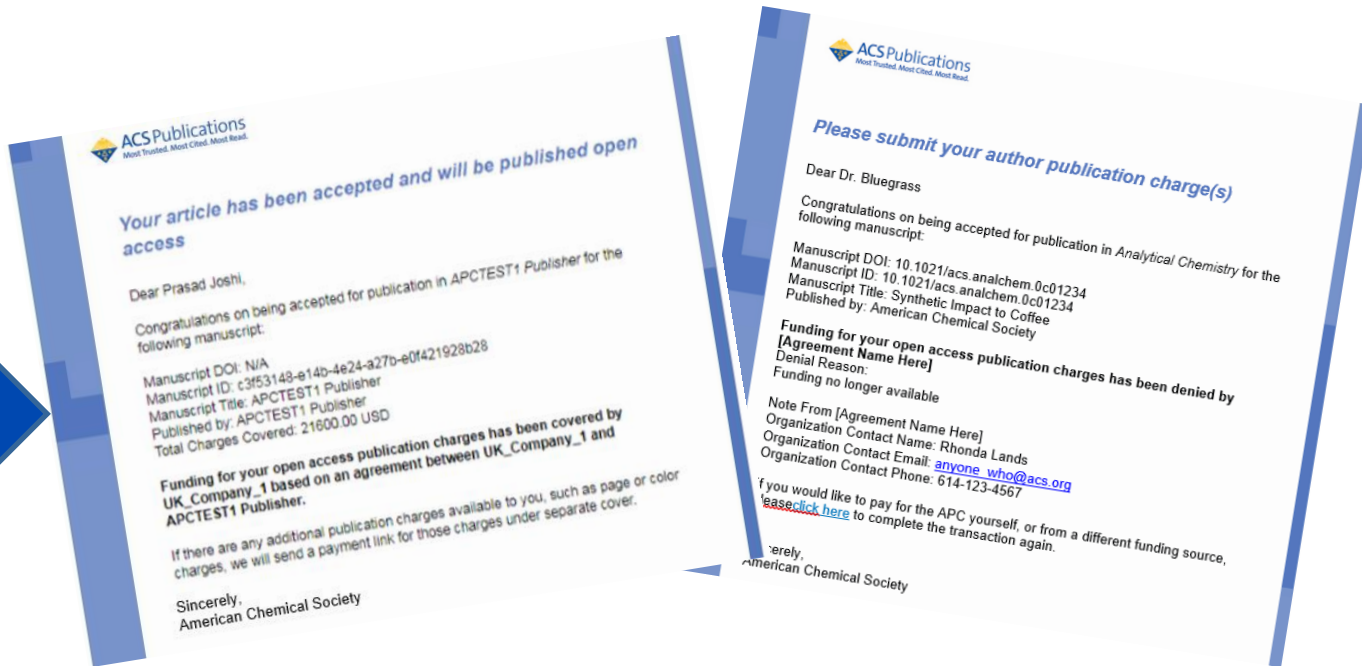 ACS Publications
Most Trusted. Most Cited. Most Read.
Your article has been accepted and will be published open
access
Dear Prasad Joshi,
Congratulations on being accepted for publication in APCTEST1 Publisher for the
following manuscript:
Manuscript DOI: N/A
Manuscript ID: c3f53148-e14b-4e24-a27b-e0f421928b28
Manuscript Title: APCTEST1 Publisher
Published by: APCTEST1 Publisher
Total Charges Covered: 21600.00 USD
Funding for your open access publication charges has been covered by
UK_Company_1 based on an agreement between UK_Company_1 and
APCTEST1 Publisher.
If there are any additional publication charges available to you, such as page or color
charges, we will send a payment link for those charges under separate cover.
Sincerely,
American Chemical Society
ACS Publications
Most Trusted. Most Cited. Most Read.
Please submit your author publication charge(s)
Dear Dr. Bluegrass
Congratulations on being accepted for publication in Analytical Chemistry for the
following manuscript:
Manuscript DOI: 10.1021/acs.analchem.0c01234
Manuscript ID: 10.1021/acs.analchem.0c01234
Manuscript Title: Synthetic Impact to Coffee
Published by: American Chemical Society
Funding for your open access publication charges has been denied by
[Agreement Name Here]
Denial Reason:
Funding no longer available
Note From [Agreement Name Here]
Organization Contact Name: Rhonda Lands
Organization Contact Email: anyone_who@acs.org
Organization Contact Phone: 614-123-4567
f you would like to pay for the APC yourself, or from a different funding source,
leaseclick here to complete the transaction again.
cerely,
American Chemical Society